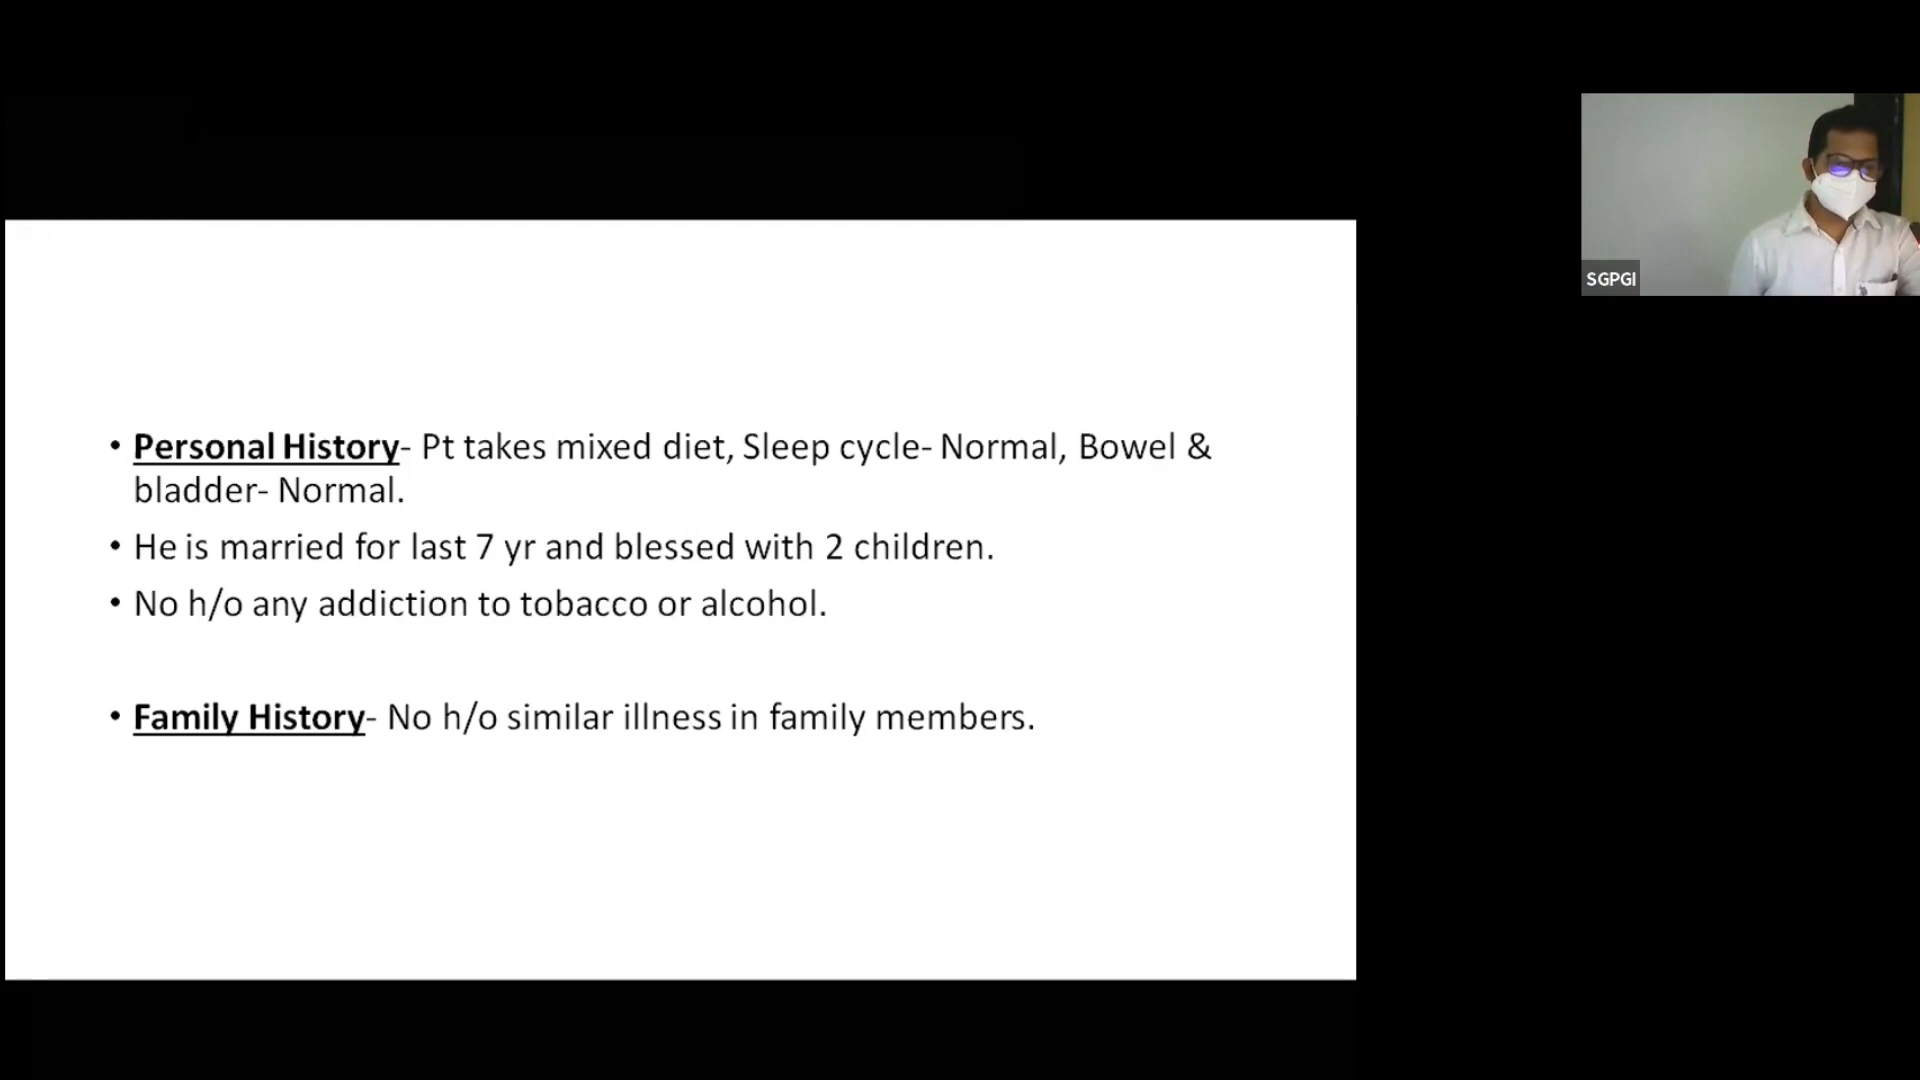 • Personal History- Pt takes mixed diet, Sleep cycle- Normal, Bowel &
bladder- Normal.
• He is married for last 7 yr and blessed with 2 children.
• No h/o any addiction to tobacco or alcohol.
• Family History- No h/o similar illness in family members.
SGPGI